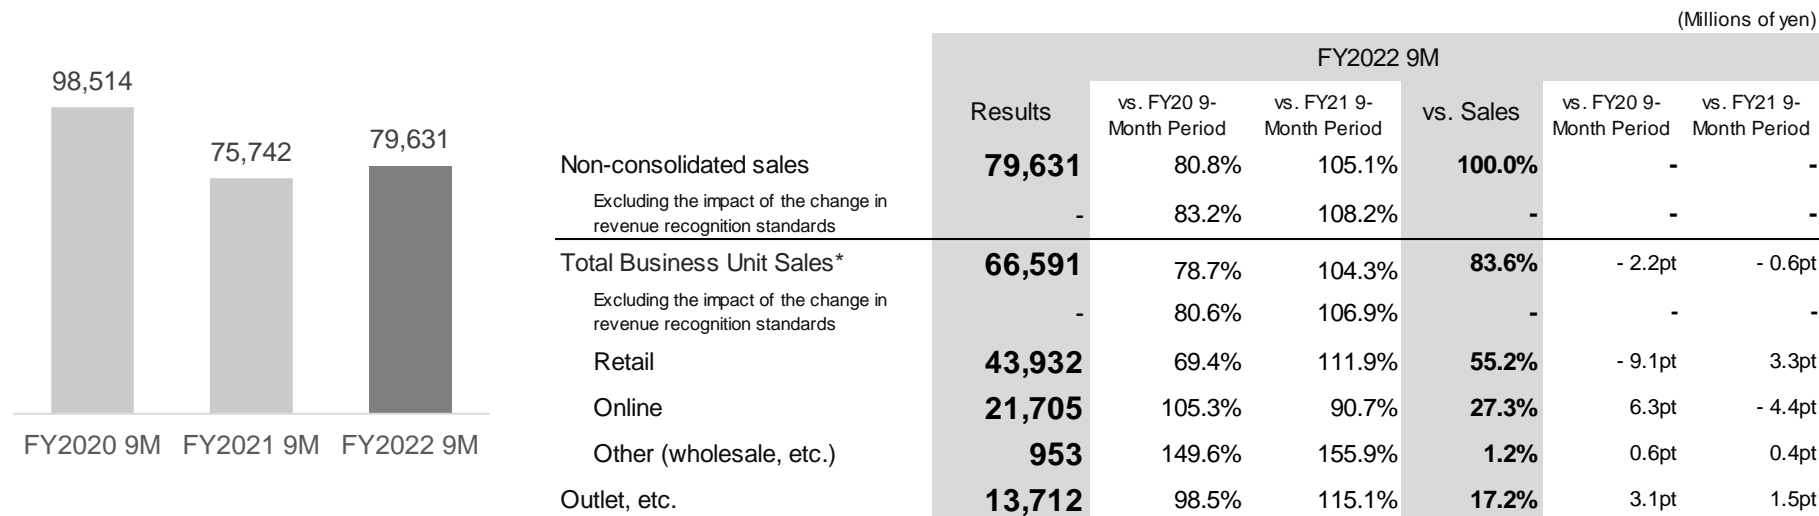 (Millions of yen)
98,514
75,742
79,631
FY2020 9M FY2021 9M FY2022 9M
FY2022 9M
Results vs. FY20 9- vs. FY21 9- vs. Sales vs. FY20 9- vs. FY21 9-
Month Period Month Period Month Period Month Period
Non-consolidated sales 79,631 80.8% 105.1% 100.0% - -
Excluding the impact of the change in
revenue recognition standards - 83.2% 108.2% - - -
Total Business Unit Sales* 66,591 78.7% 104.3% 83.6% - 2.2pt - 0.6pt
Excluding the impact of the change in
revenue recognition standards - 80.6% 106.9% - - -
Retail 43,932 69.4% 111.9% 55.2% - 9.1pt 3.3pt
Online 21,705 105.3% 90.7% 27.3% 6.3pt - 4.4pt
Other (wholesale, etc.) 953 149.6% 155.9% 1.2% 0.6pt 0.4pt
Outlet, etc. 13,712 98.5% 115.1% 17.2% 3.1pt 1.5pt